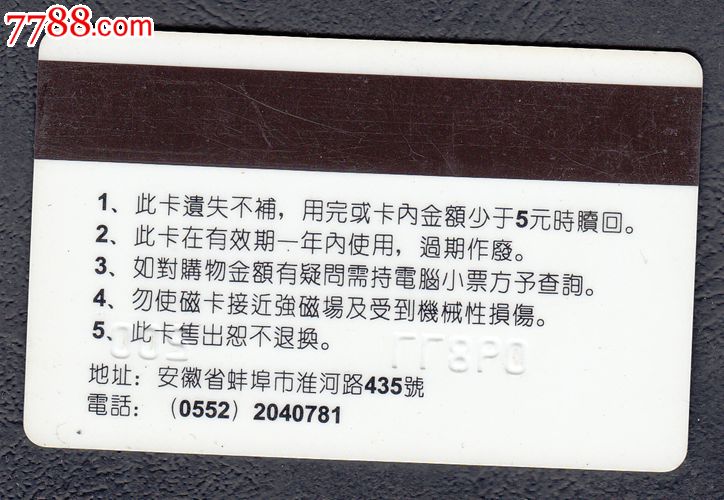 7788.com
1、此卡遺失不補，用完或卡內金額少于5元時贖回。
2、此卡在有效期一年內使用，過期作廢。
3、如對購物金額有疑問需持電腦小票方予查詢。
4、勿使磁卡接近強磁場及受到機械性損傷。
5、此卡售出恕不退換。
地址：安徽省蚌埠市淮河路435號
電話：（0552）2040781